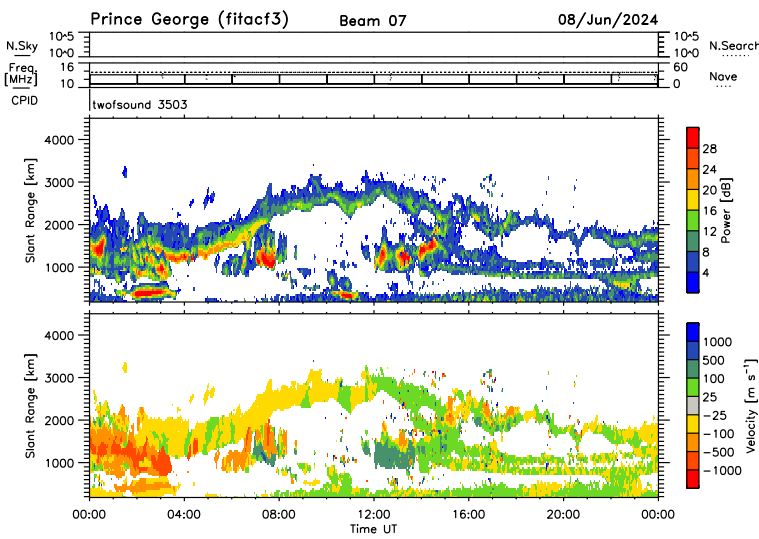 Prince George (fitacf3) Beam 07 08/Jun/2024
10^5 10^5
N.Sky N.Search
10^0 10^0
Freq. 16 60
[MHz] Nave
10 0
CPID
twofsound 3503
4000
3000
2000
1000
Slant Range [km]
28
24
20
16
12
8
4
Power [dB]
4000
3000
2000
1000
Slant Range [km]
1000
500
100
25
-25
-100
-500
-1000
Velocity [m s⁻¹]
00:00 04:00 08:00 12:00 16:00 20:00 00:00
Time UT